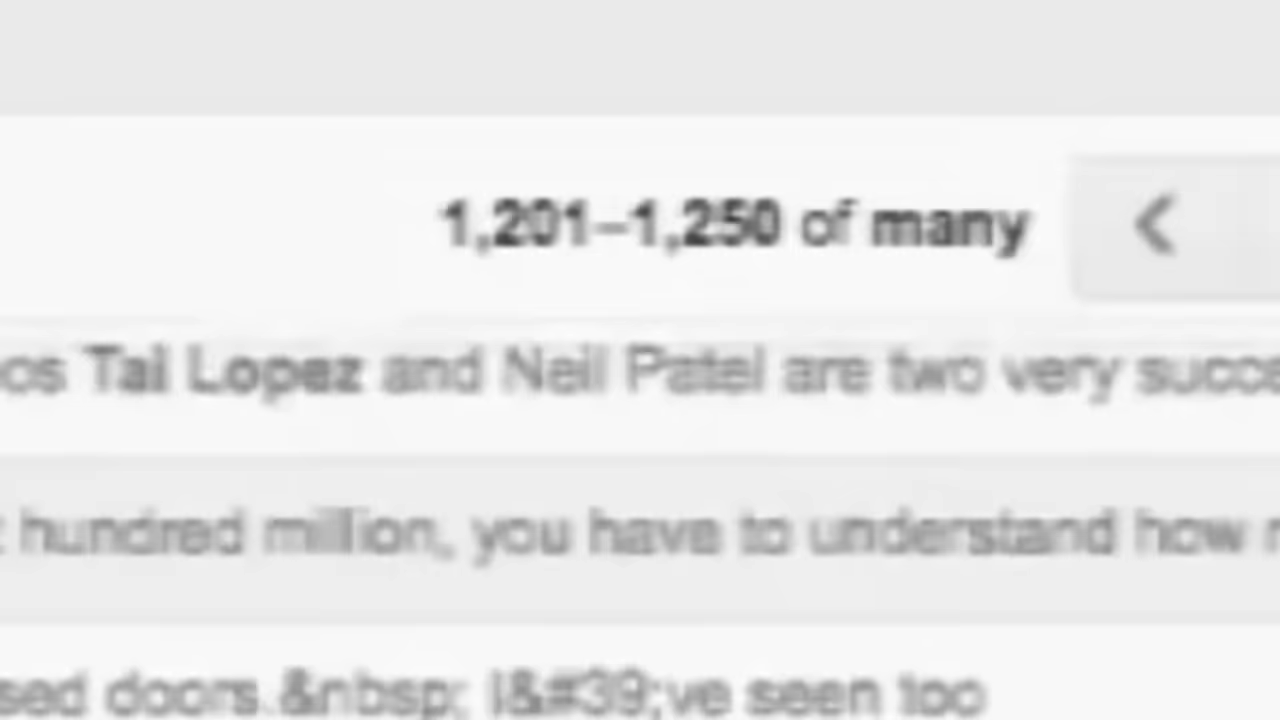 1,201–1,250 of many
os Tai Lopez and Neil Patel are two very succe
hundred million, you have to understand how
sed doors.&nbsp; I&#39;ve seen too